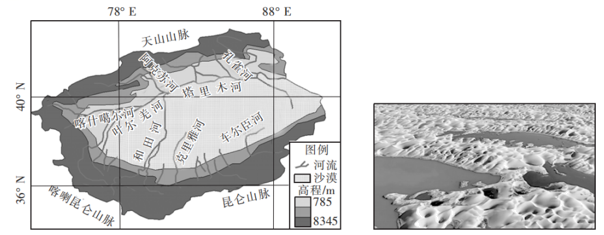 78° E
88° E
天山山脉
阿克苏河
孔雀河
塔里木河
40° N
喀什噶尔河
叶尔羌河
和田河
克里雅河
车尔臣河
图例
河流
沙漠
高程/m
785
8345
36° N
喀喇昆仑山脉
昆仑山脉